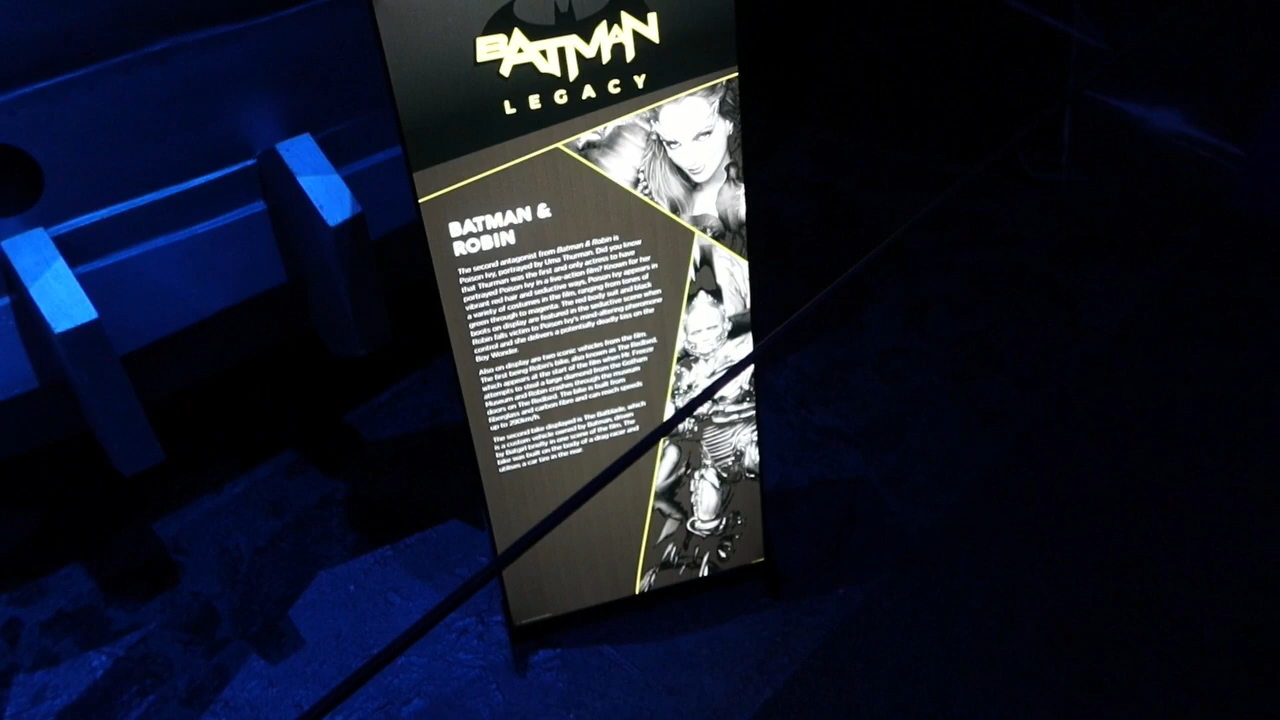 BATMAN
LEGACY
BATMAN &
ROBIN
The second antagonist from Batman & Robin is
Poison Ivy, portrayed by Uma Thurman. Did you know
that Thurman was the first and only actress to have
portrayed Poison Ivy in a live-action film? Known for her
vibrant red hair and seductive ways, Poison Ivy appears in
a variety of costumes in the film, ranging from tones of
green through to magenta. The red body suit and black
boots on display are featured in the seductive scene when
Robin falls victim to Poison Ivy's mind-altering pheromone
control and she delivers a potentially deadly kiss on the
Boy Wonder.
Also on display are two iconic vehicles from the film.
The first being Robin's bike, also known as The Redbird,
which appears at the start of the film when Mr. Freeze
attempts to steal a large diamond from the Gotham
Museum and Robin crashes through the museum
doors on The Redbird. The bike is built from
fiberglass and carbon fibre and can reach speeds
up to 290km/h.
The second bike displayed is The Batblade, which
is a custom vehicle owned by Batman, driven
by Batgirl briefly in one scene of the film. The
bike was built on the body of a drag racer and
utilises a car tire in the rear.